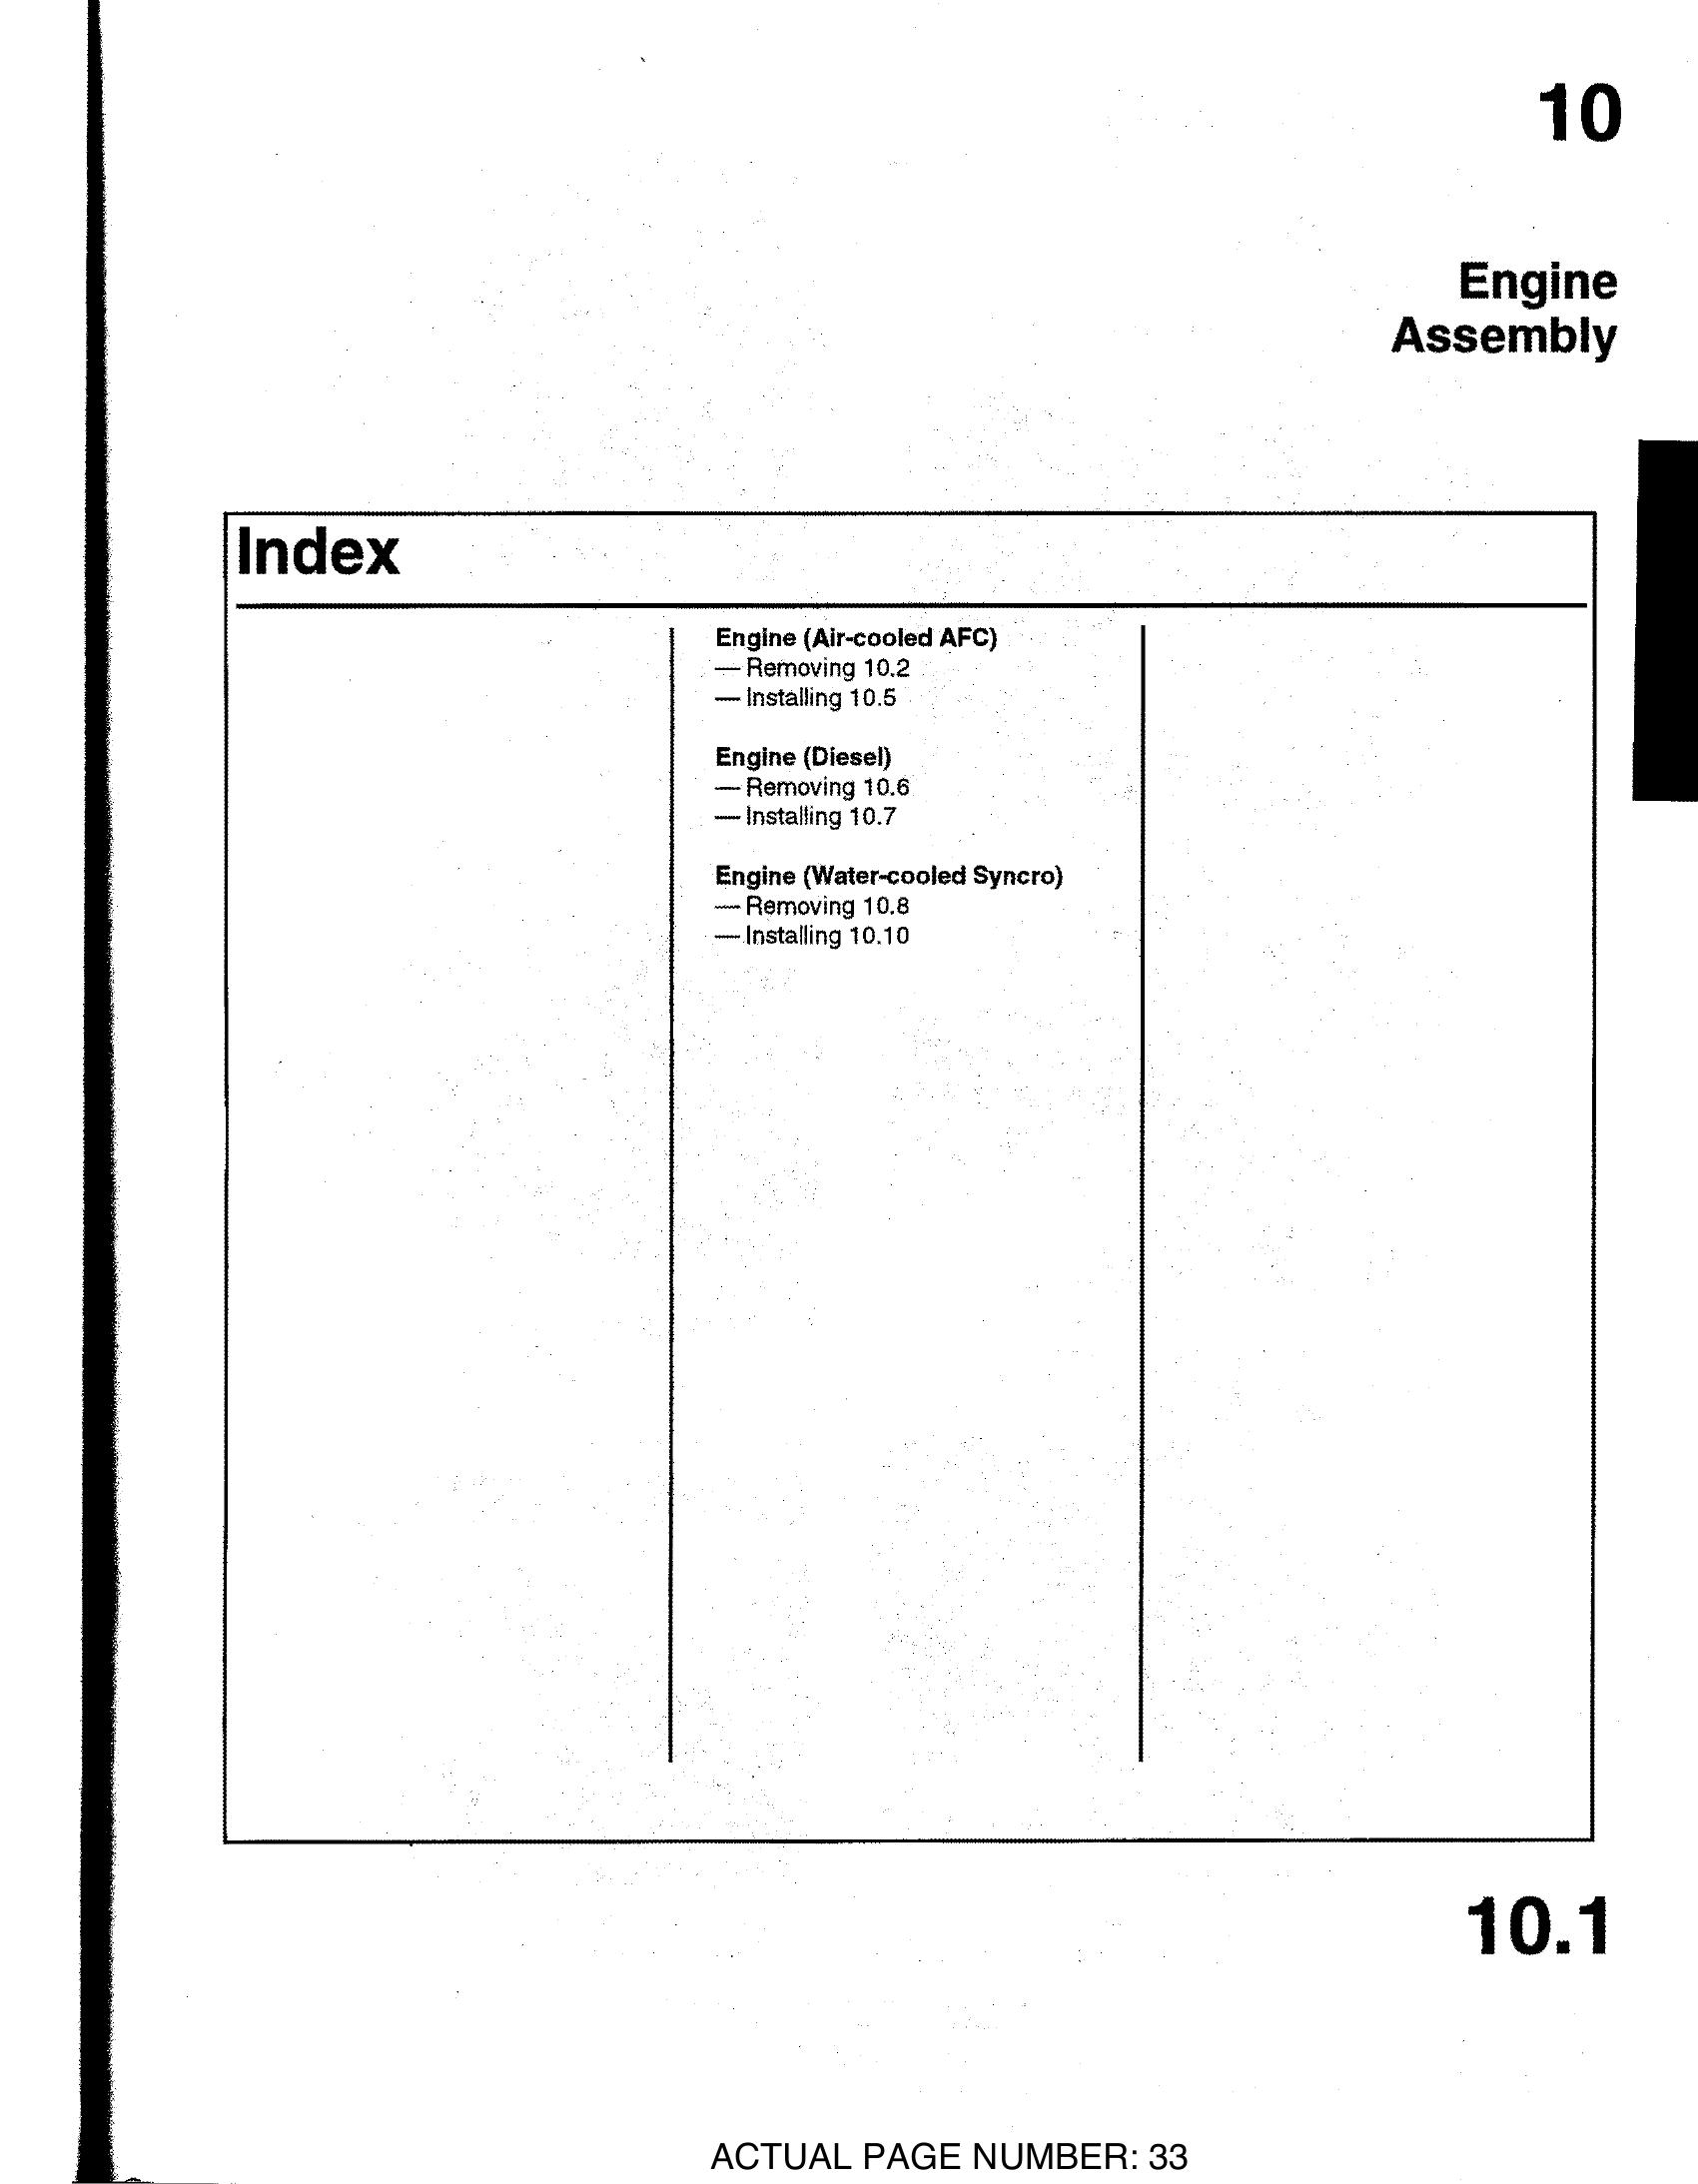 10
Engine
Assembly
Index
Engine (Air-cooled AFC)
— Removing 10.2
— Installing 10.5
Engine (Diesel)
— Removing 10.6
— Installing 10.7
Engine (Water-cooled Syncro)
— Removing 10.8
— Installing 10.10
10.1
ACTUAL PAGE NUMBER: 33